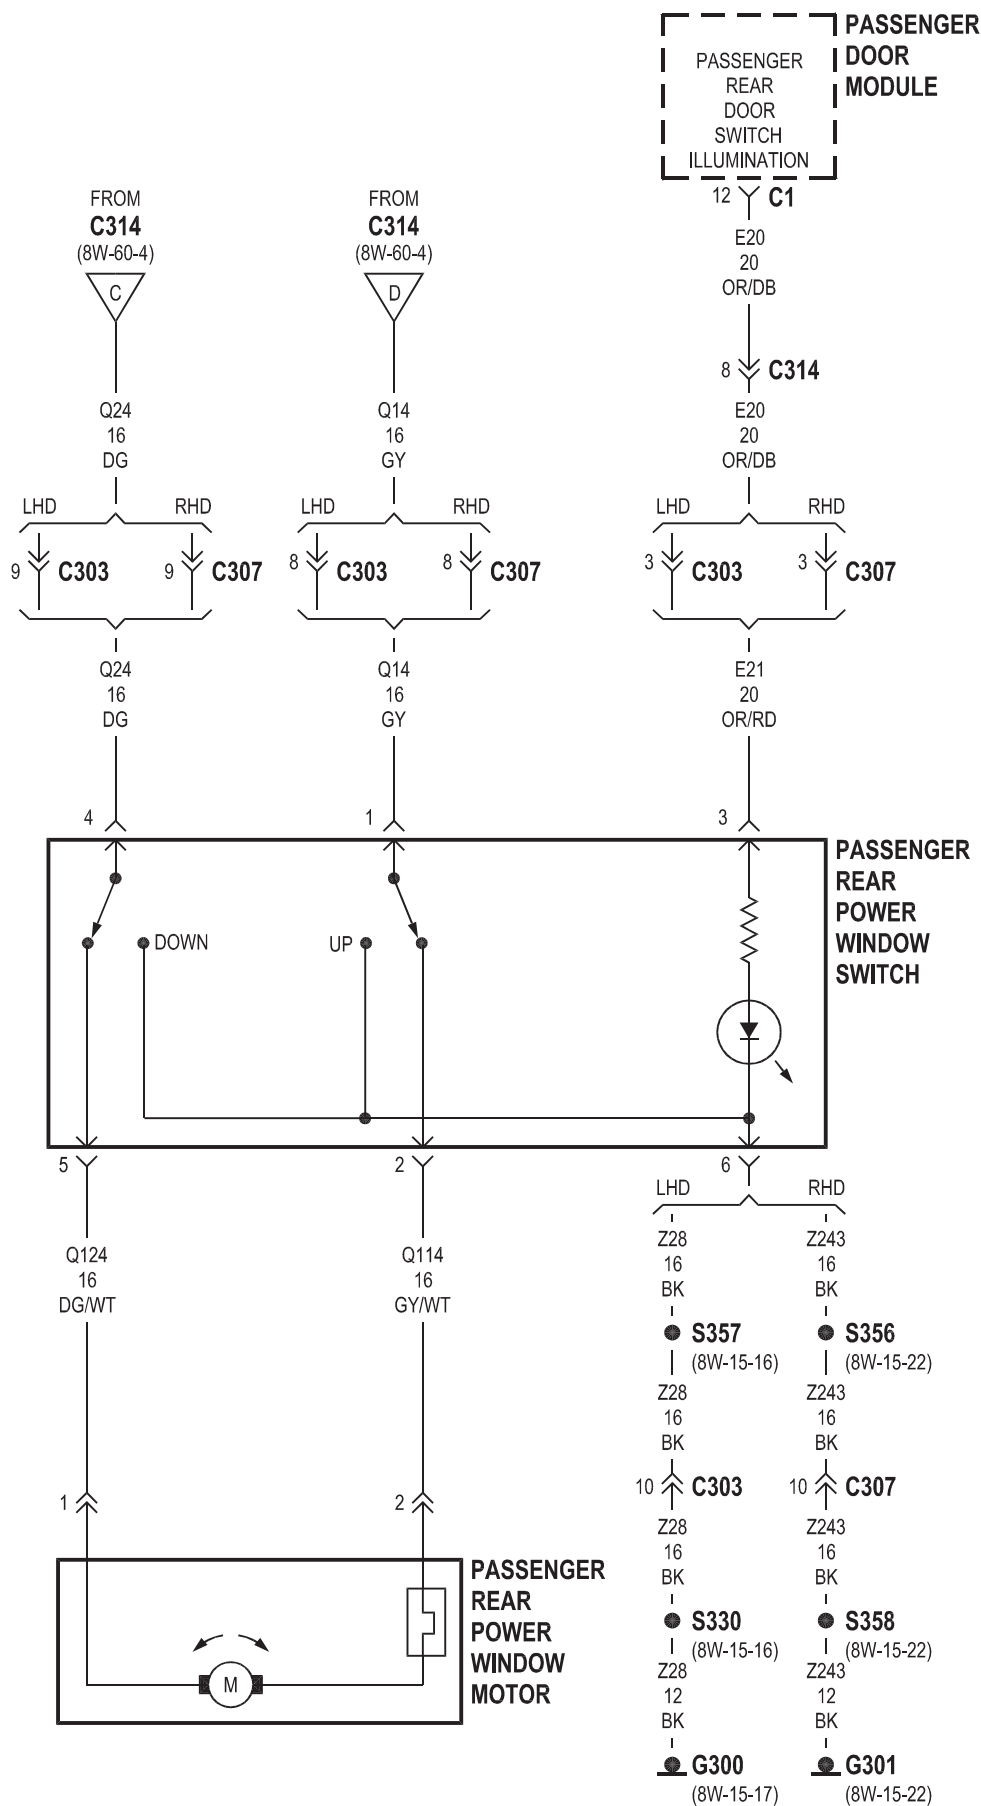 PASSENGER
DOOR
MODULE
PASSENGER
REAR
DOOR
SWITCH
ILLUMINATION
12 C1
FROM
C314
(8W-60-4)
C
FROM
C314
(8W-60-4)
D
E20
20
OR/DB
8 C314
Q24
16
DG
Q14
16
GY
E20
20
OR/DB
LHD RHD
LHD RHD
LHD RHD
9 C303 9 C307
8 C303 8 C307
3 C303 3 C307
Q24
16
DG
Q14
16
GY
E21
20
OR/RD
4 1 3
PASSENGER
REAR
POWER
WINDOW
SWITCH
DOWN UP
5 2 6
LHD RHD
Q124
16
DG/WT
Q114
16
GY/WT
Z28
16
BK
Z243
16
BK
S357
(8W-15-16)
S356
(8W-15-22)
Z28
16
BK
Z243
16
BK
1 2
10 C303 10 C307
Z28
16
BK
Z243
16
BK
PASSENGER
REAR
POWER
WINDOW
MOTOR
M
S330
(8W-15-16)
S358
(8W-15-22)
Z28
12
BK
Z243
12
BK
G300
(8W-15-17)
G301
(8W-15-22)